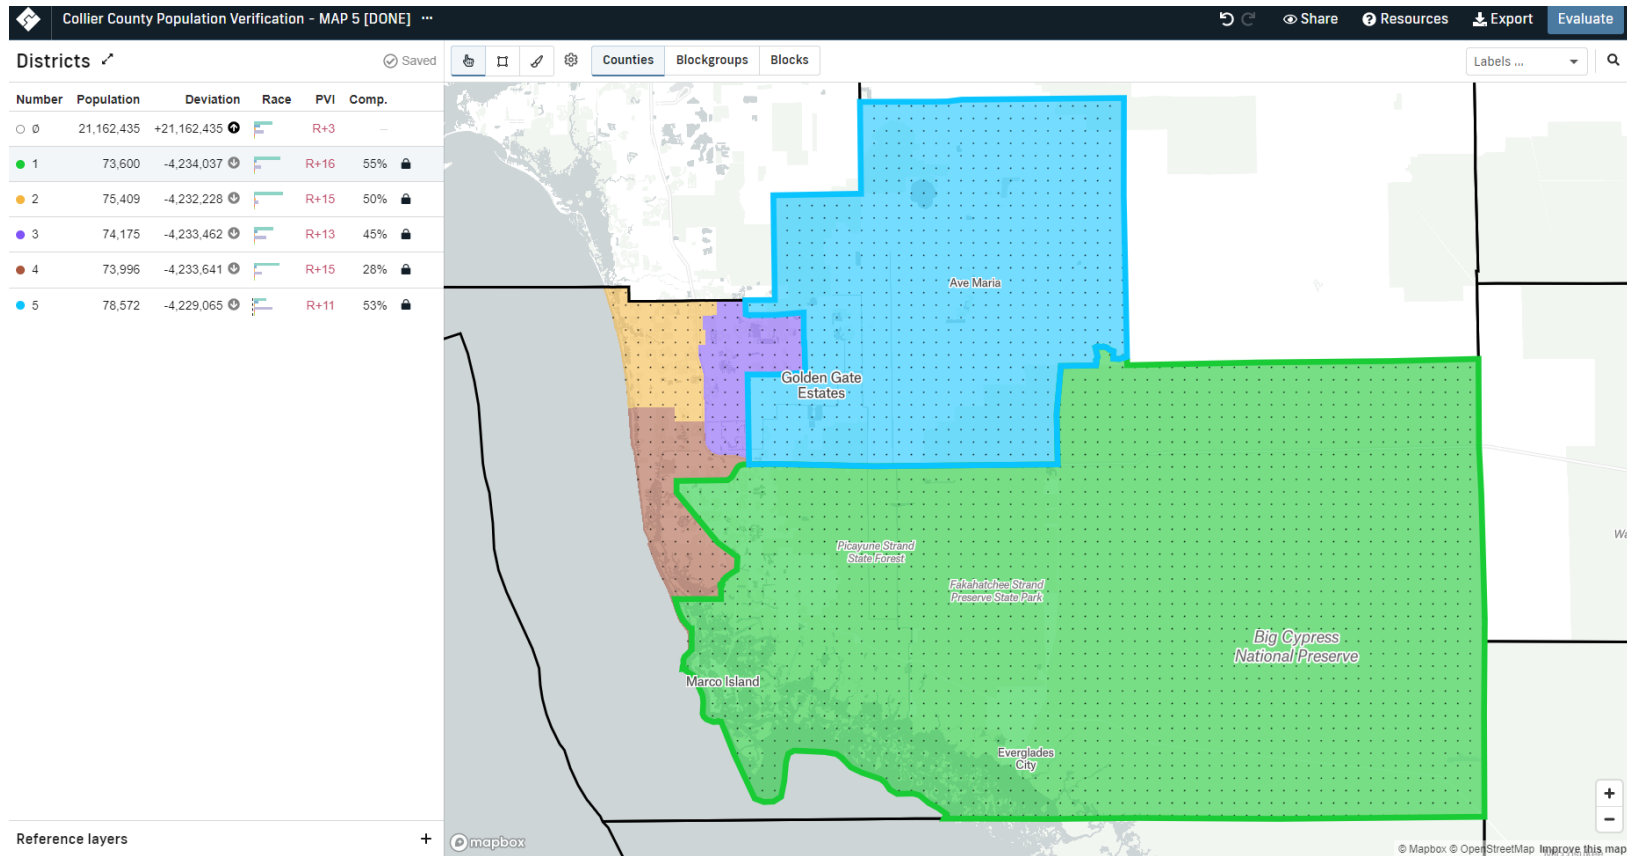 Collier County Population Verification - MAP 5 [DONE] ···
Share
Resources
Export
Evaluate
Districts
Saved
Counties
Blockgroups
Blocks
Labels ...
Number Population Deviation Race PVI Comp.
Ø 21,162,435 +21,162,435 R+3 —
1 73,600 -4,234,037 R+16 55%
2 75,409 -4,232,228 R+15 50%
3 74,175 -4,233,462 R+13 45%
4 73,996 -4,233,641 R+15 28%
5 78,572 -4,229,065 R+11 53%
Ave Maria
Golden Gate
Estates
Picayune Strand
State Forest
Fakahatchee Strand
Preserve State Park
Big Cypress
National Preserve
Marco Island
Everglades
City
+
−
Reference layers +
mapbox
© Mapbox © OpenStreetMap Improve this map